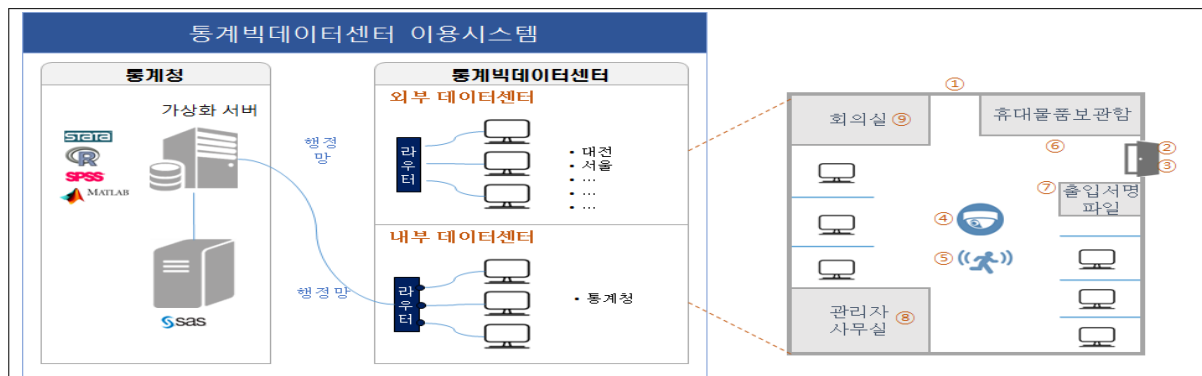 통계빅데이터센터 이용시스템
통계청
가상화 서버
STATA
R
SPSS
MATLAB
sas
행정
망
행정망
통계빅데이터센터
외부 데이터센터
라우터
• 대전
• 서울
• ...
• ...
내부 데이터센터
라우터
• 통계청
①
회의실 ⑨
휴대물품보관함
⑥
②
③
⑦
출입서명
파일
④
⑤
관리자
사무실
⑧